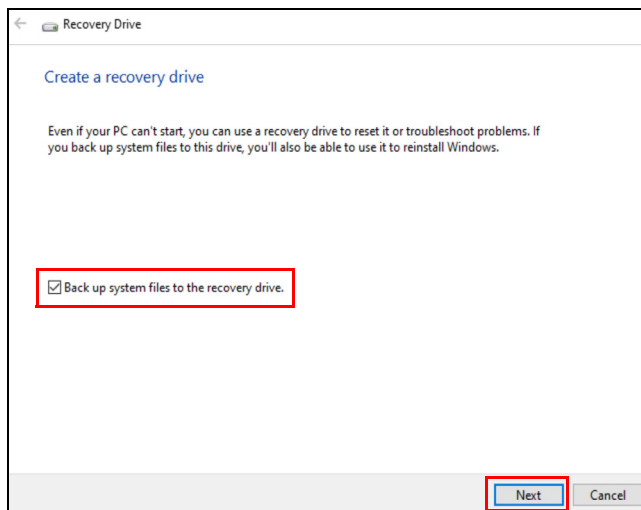 Recovery Drive
Create a recovery drive
Even if your PC can't start, you can use a recovery drive to reset it or troubleshoot problems. If
you back up system files to this drive, you'll also be able to use it to reinstall Windows.
Back up system files to the recovery drive.
Next Cancel